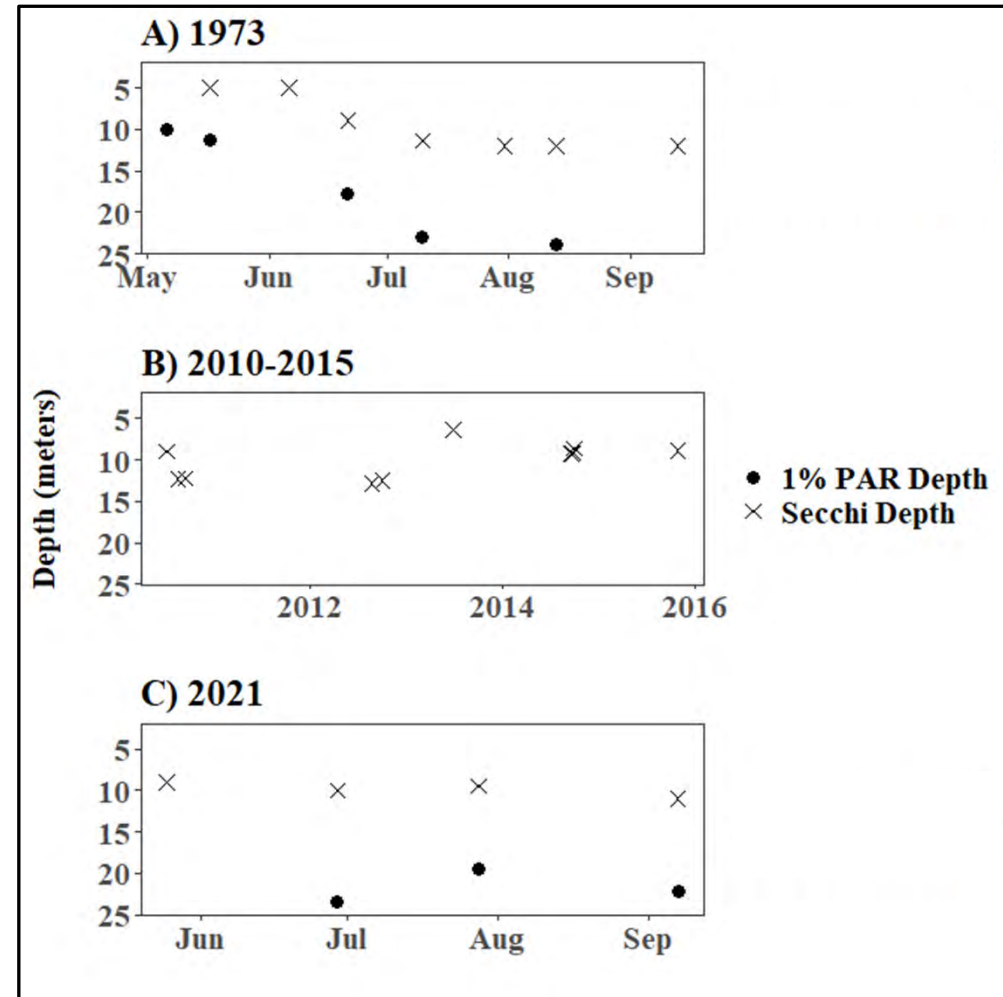 A) 1973
5
10
15
20
25
May Jun Jul Aug Sep
B) 2010-2015
5
10
15
20
25
2012 2014 2016
C) 2021
5
10
15
20
25
Jun Jul Aug Sep
Depth (meters)
1% PAR Depth
Secchi Depth